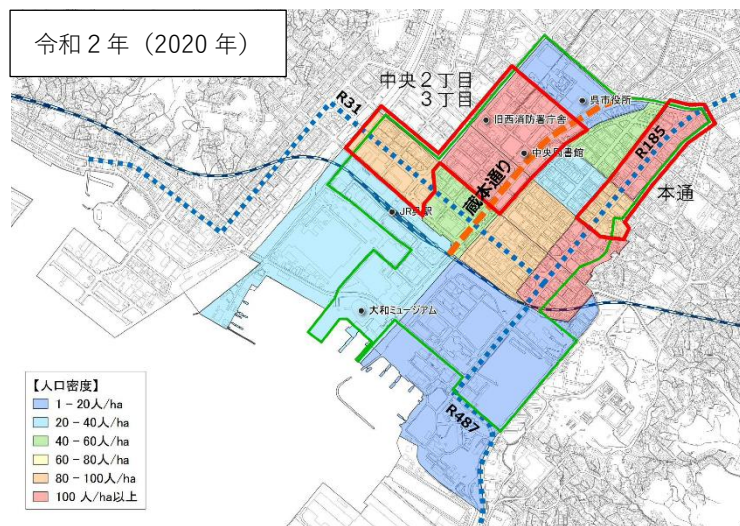 令和２年（2020 年）
中央２丁目
３丁目
R31
呉市役所
旧西消防署庁舎
中央図書館
R185
蔵本通り
本通
JR呉駅
大和ミュージアム
R487
【人口密度】
1 - 20人/ha
20 - 40人/ha
40 - 60人/ha
60 - 80人/ha
80 - 100人/ha
100 人/ha以上